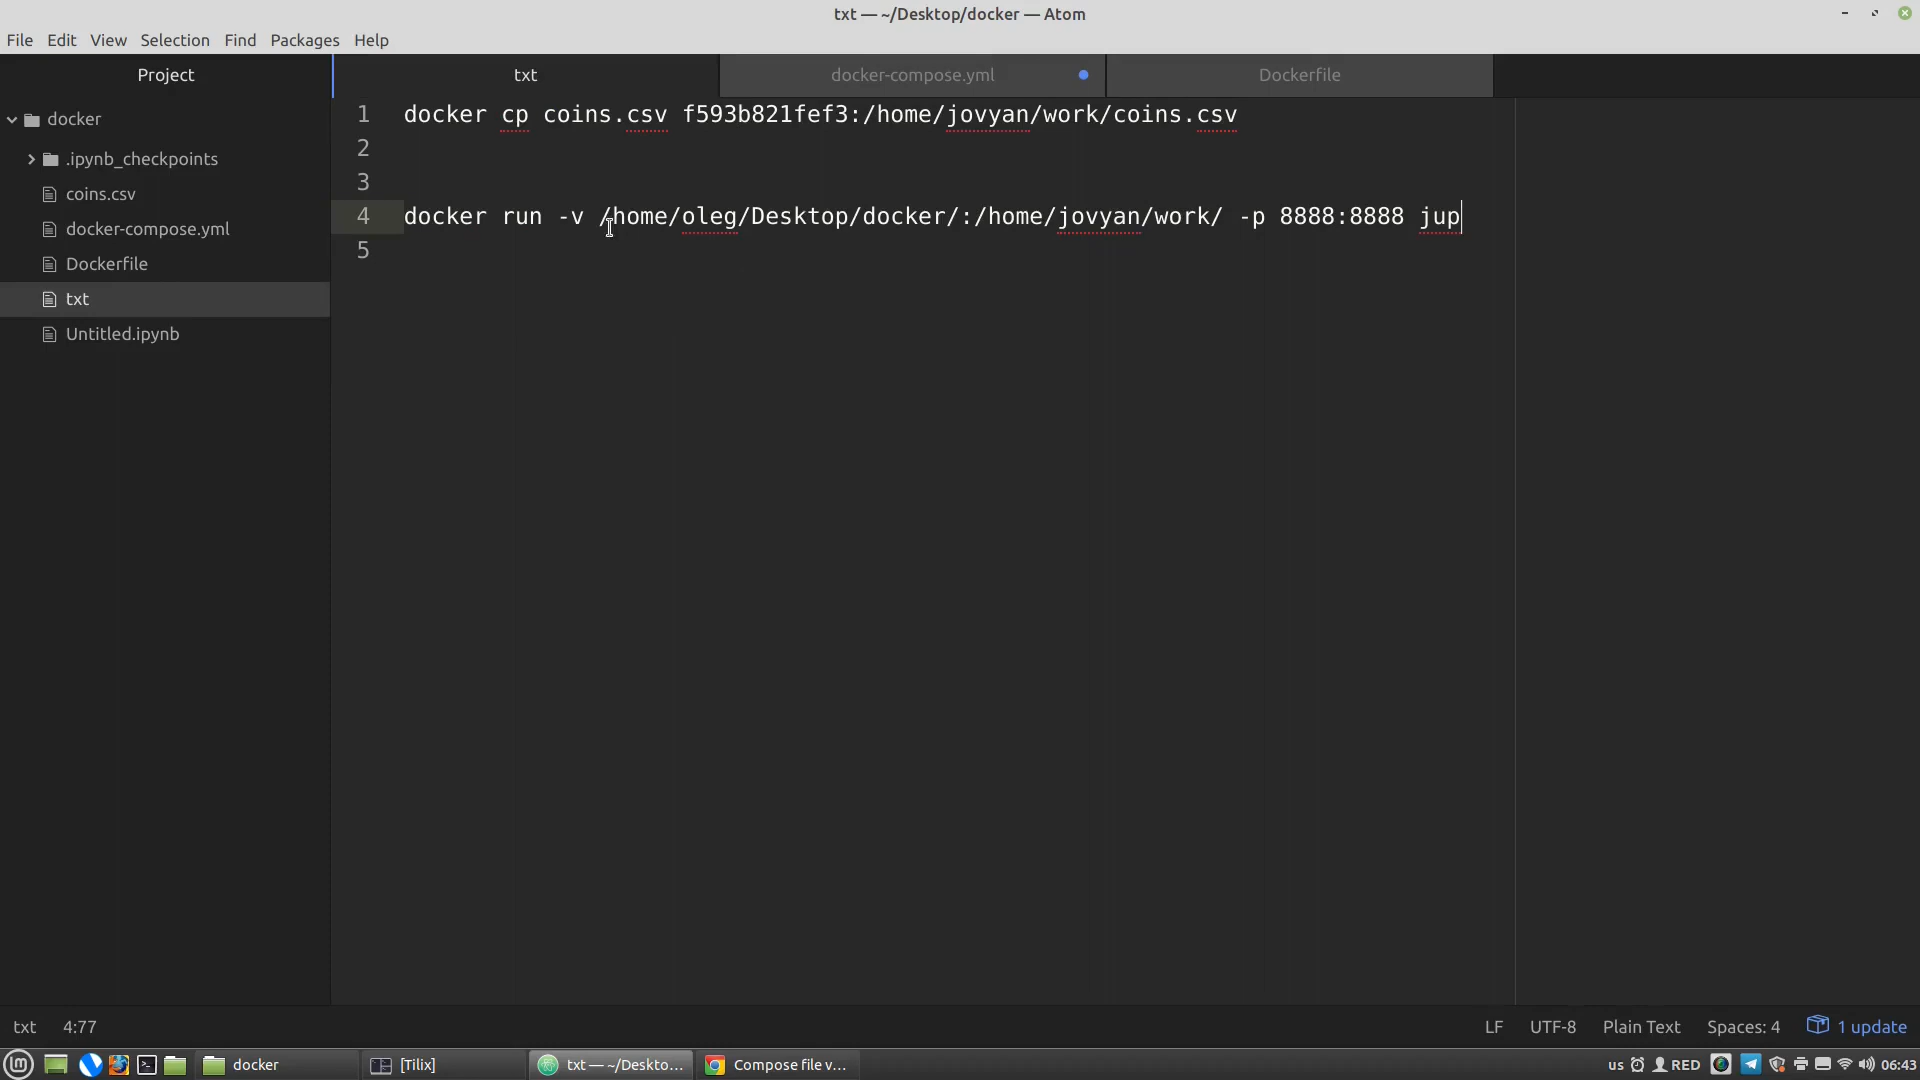 txt — ~/Desktop/docker — Atom
File Edit View Selection Find Packages Help
Project
txt
docker-compose.yml
Dockerfile
docker
.ipynb_checkpoints
coins.csv
docker-compose.yml
Dockerfile
txt
Untitled.ipynb
1 docker cp coins.csv f593b821fef3:/home/jovyan/work/coins.csv
2
3
4 docker run -v /home/oleg/Desktop/docker/:/home/jovyan/work/ -p 8888:8888 jup
5
txt 4:77 LF UTF-8 Plain Text Spaces: 4 1 update
docker [Tilix] txt — ~/Deskto... Compose file v... us RED 06:43